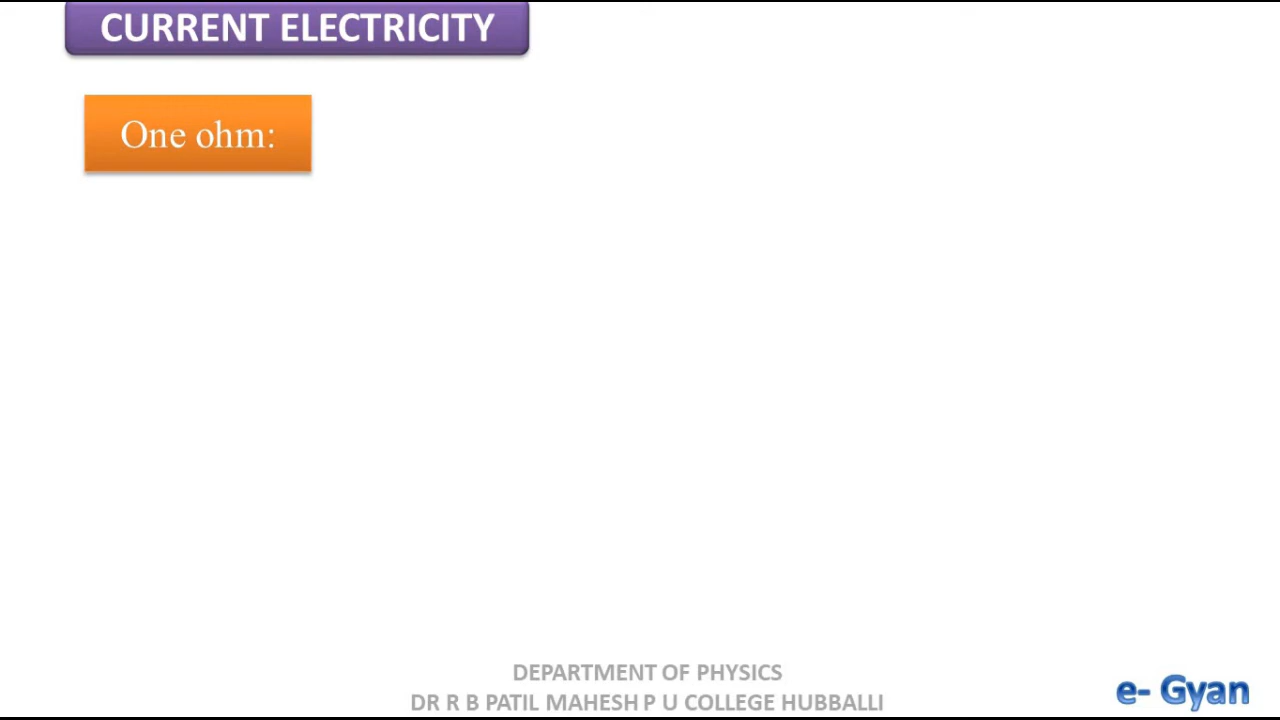 CURRENT ELECTRICITY
One ohm:
DEPARTMENT OF PHYSICS
DR R B PATIL MAHESH P U COLLEGE HUBBALLI
e- Gyan